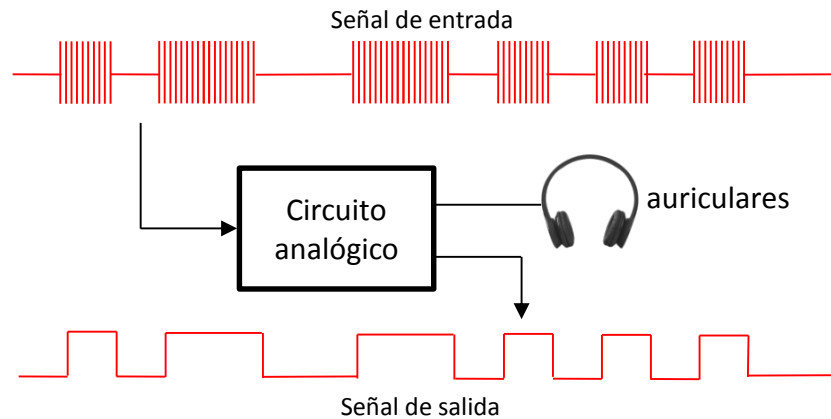 Señal de entrada
Circuito
analógico
auriculares
Señal de salida